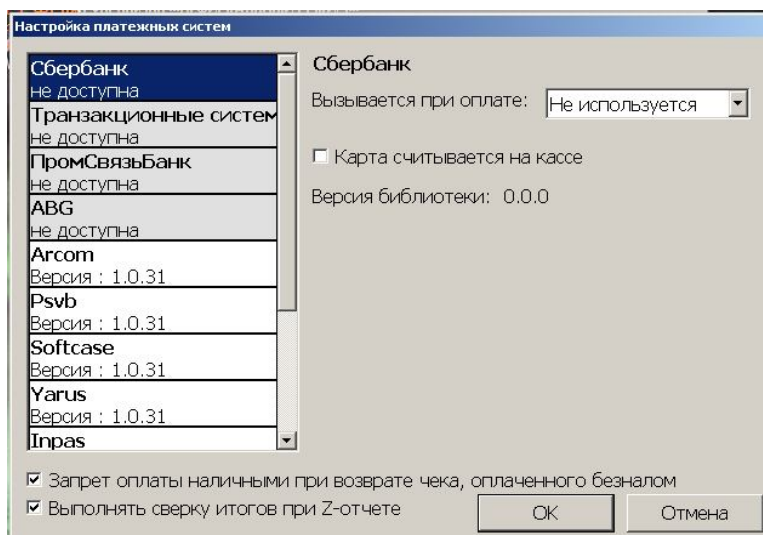 Настройка платежных систем
Сбербанк
не доступна
Транзакционные систем
не доступна
ПромСвязьБанк
не доступна
ABG
не доступна
Arcom
Версия : 1.0.31
Psvb
Версия : 1.0.31
Softcase
Версия : 1.0.31
Yarus
Версия : 1.0.31
Inpas
Сбербанк
Вызывается при оплате: Не используется
Карта считывается на кассе
Версия библиотеки: 0.0.0
Запрет оплаты наличными при возврате чека, оплаченного безналом
Выполнять сверку итогов при Z-отчете
OK Отмена